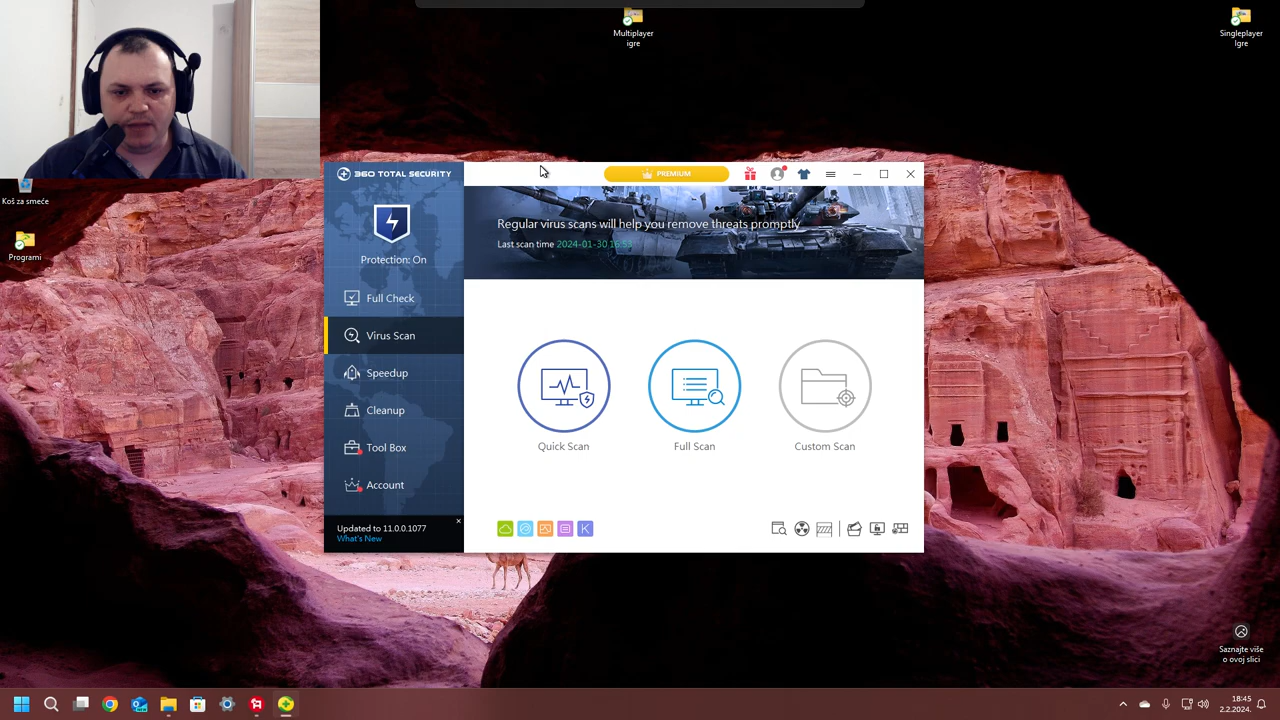 Multiplayer
igre
Singleplayer
Igre
Koš za smeće
Programi
360 TOTAL SECURITY
PREMIUM
Protection: On
Regular virus scans will help you remove threats promptly
Last scan time 2024-01-30 16:53
Full Check
Virus Scan
Speedup
Cleanup
Tool Box
Account
Quick Scan
Full Scan
Custom Scan
Updated to 11.0.0.1077
What's New
K
Saznajte više
o ovoj slici
18:45
2.2.2024.